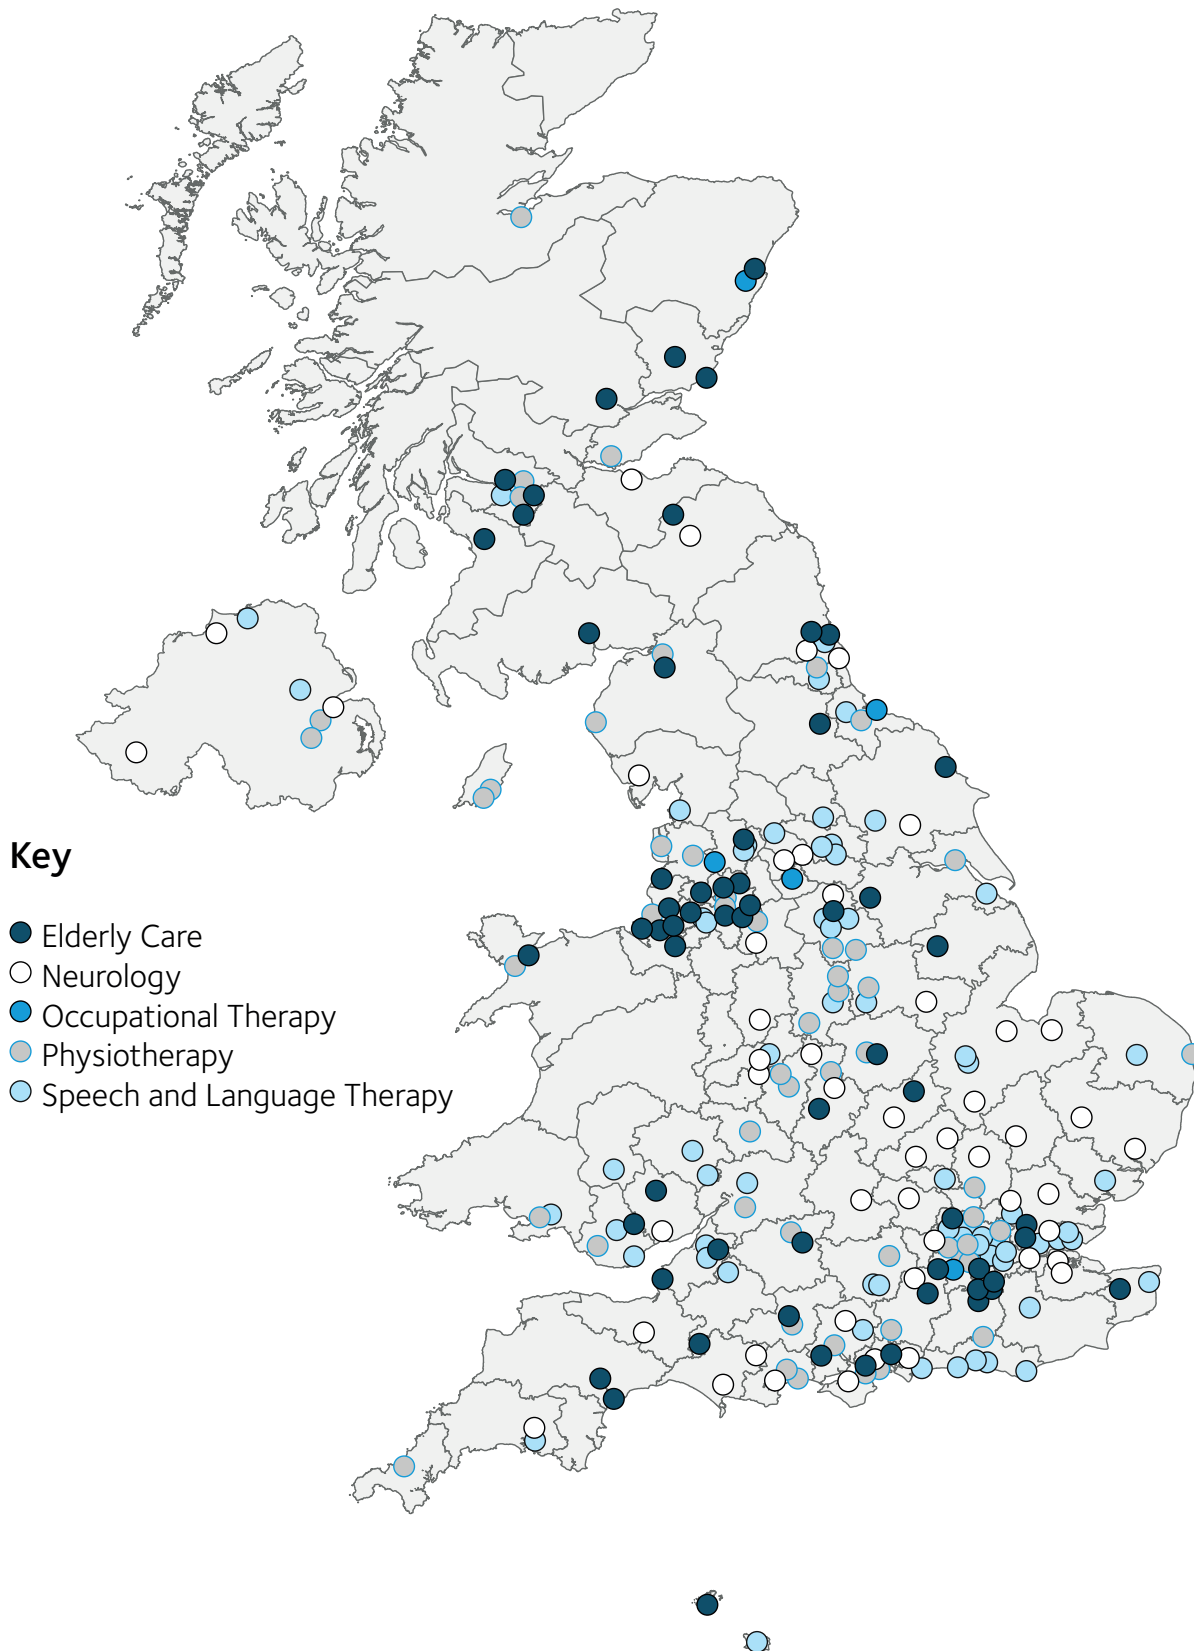 Key
Elderly Care
Neurology
Occupational Therapy
Physiotherapy
Speech and Language Therapy